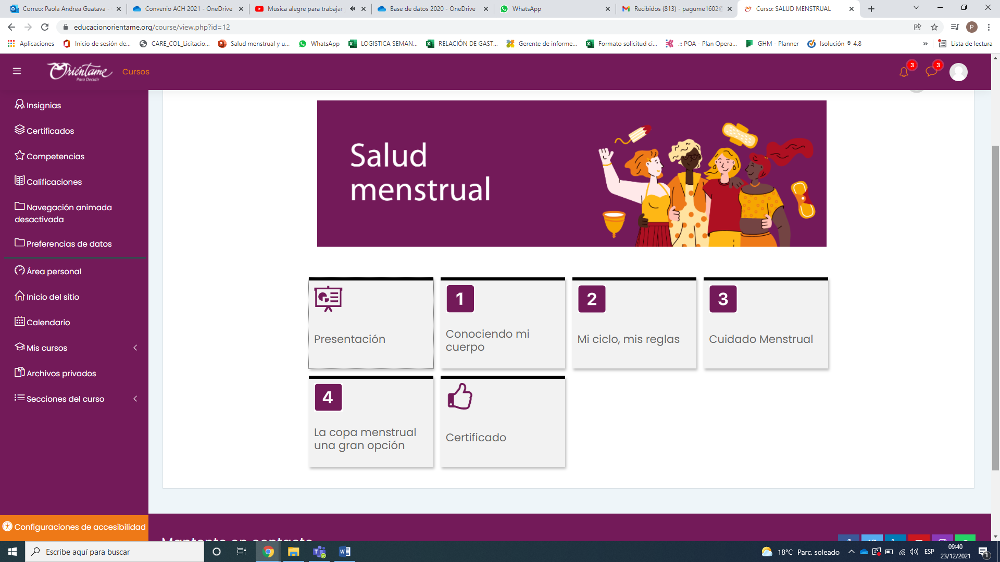 Correo: Paola Andrea Guatava -
Convenio ACH 2021 - OneDrive
Musica alegre para trabajar
Base de datos 2020 - OneDrive
WhatsApp
Recibidos (813) - pagume1602@
Curso: SALUD MENSTRUAL
educacionorientame.org/course/view.php?id=12
P
Aplicaciones
Inicio de sesión de...
CARE_COL_Licitacio...
Salud menstrual y u...
WhatsApp
LOGISTICA SEMAN...
RELACIÓN DE GAST...
Gerente de informe...
Formato solicitud ci...
.:: POA - Plan Opera...
GHM - Planner
Isolución ® 4.8
»
Lista de lectura
Oriéntame
Para Decidir
Cursos
3
3
Insignias
Certificados
Competencias
Calificaciones
Navegación animada
desactivada
Preferencias de datos
Área personal
Inicio del sitio
Calendario
Mis cursos
Archivos privados
Secciones del curso
Configuraciones de accesibilidad
Salud
menstrual
Presentación
1
Conociendo mi
cuerpo
2
Mi ciclo, mis reglas
3
Cuidado Menstrual
4
La copa menstrual
una gran opción
Certificado
Mantente en contacto
Escribe aquí para buscar
18°C Parc. soleado
ESP
09:40
23/12/2021
1